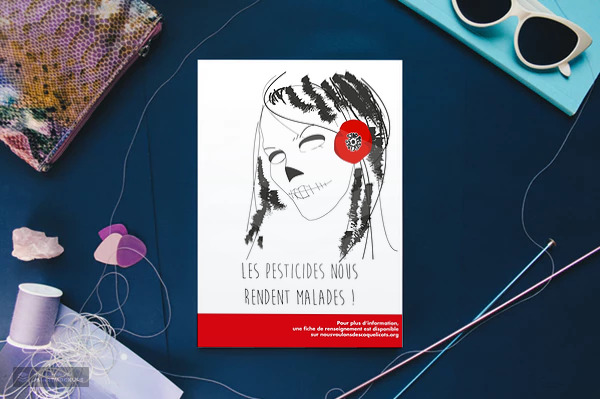 LES PESTICIDES NOUS
RENDENT MALADES !
Pour plus d'information,
une fiche de renseignement est disponible
sur nousvoulonsdescoquelicots.org